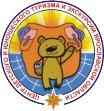 ЦЕНТР ДЕТСКОГО И ЮНОШЕСКОГО ТУРИЗМА И ЭКСКУРСИЙ ЯРОСЛАВСКОЙ ОБЛАСТИ